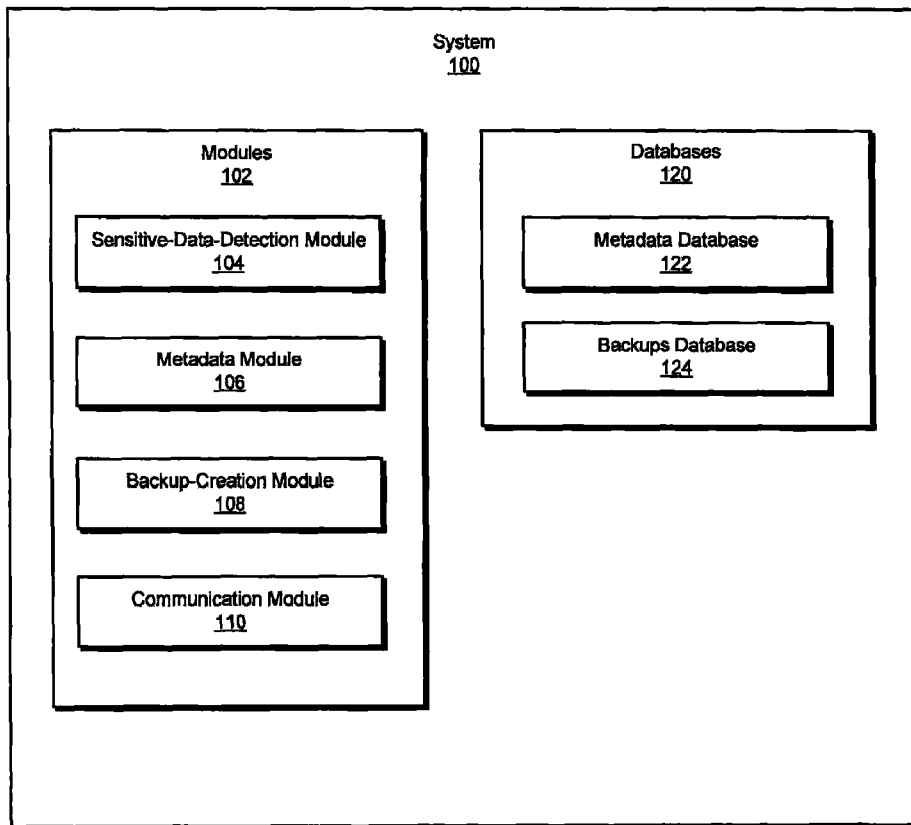 System
100
Modules
102
Sensitive-Data-Detection Module
104
Metadata Module
106
Backup-Creation Module
108
Communication Module
110
Databases
120
Metadata Database
122
Backups Database
124